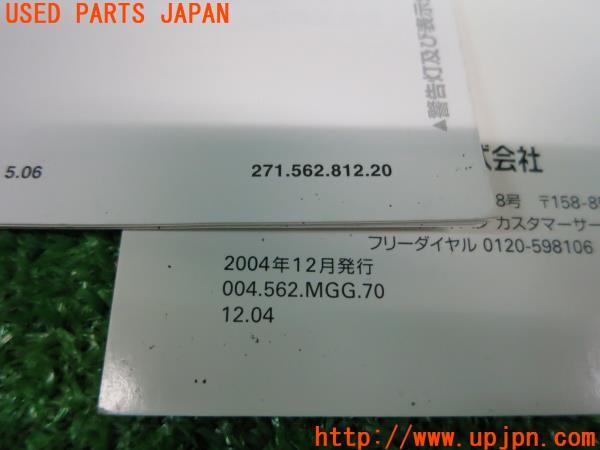 USED PARTS JAPAN
▲警告灯及び表示
5.06
271.562.812.20
式会社
8号 〒158-8
カスタマーサー
フリーダイヤル 0120-598106
2004年12月発行
004.562.MGG.70
12.04
http://www.upjpn.com